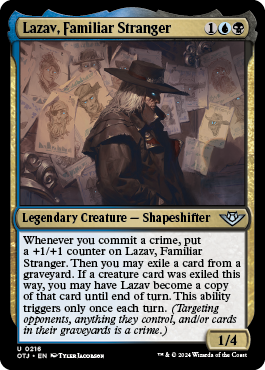 Lazav, Familiar Stranger 1
Legendary Creature — Shapeshifter
Whenever you commit a crime, put
a +1/+1 counter on Lazav, Familiar
Stranger. Then you may exile a card from a
graveyard. If a creature card was exiled this
way, you may have Lazav become a copy
of that card until end of turn. This ability
triggers only once each turn. (Targeting
opponents, anything they control, and/or cards
in their graveyards is a crime.)
1/4
U 0216
OTJ • EN Tyler Jacobson
™ & © 2024 Wizards of the Coast